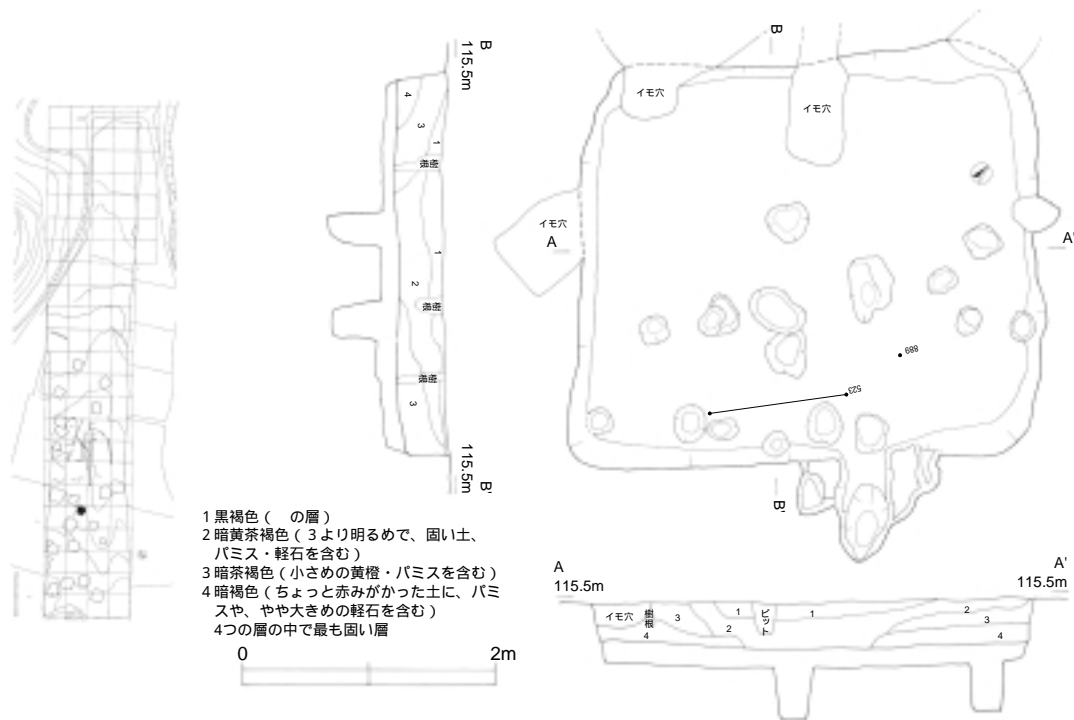 B
115.5m
4
3
1
樹根
1
2
樹根
樹根
3
115.5m
B'
B
イモ穴
イモ穴
イモ穴
A
A'
889
523
B'
1 黒褐色（　の層）
2 暗黄茶褐色（３より明るめで、固い土、
パミス・軽石を含む）
3 暗茶褐色（小さめの黄橙・パミスを含む）
4 暗褐色（ちょっと赤みがかった土に、パミ
スや、やや大きめの軽石を含む）
4つの層の中で最も固い層
0 2m
A A'
115.5m 115.5m
イモ穴 樹根 3 1 ピット 1 2
2 3
4 4